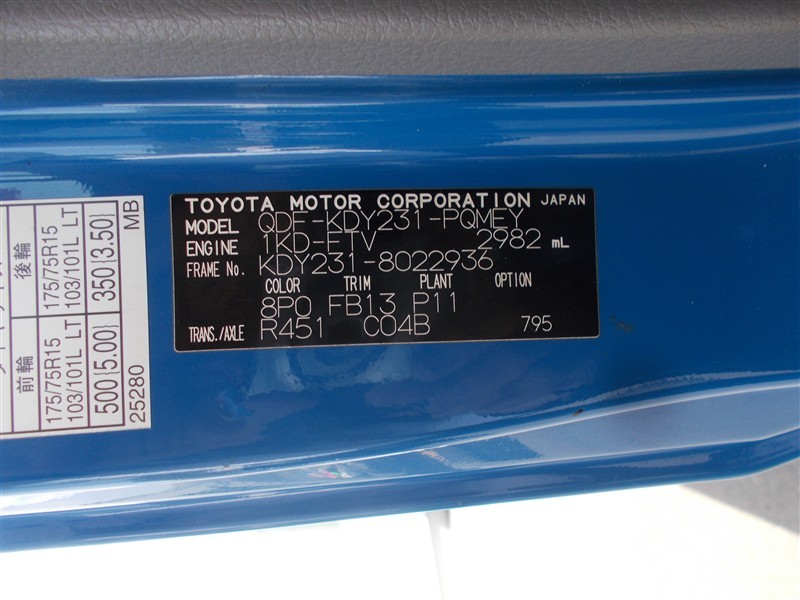 TOYOTA MOTOR CORPORATION JAPAN
MODEL QDF-KDY231-PQMEY
ENGINE 1KD-FTV 2982 mL
FRAME No. KDY231-8022936
COLOR TRIM PLANT OPTION
8P0 FB13 P11
TRANS./AXLE R451 C04B 795
前輪 後輪
175/75R15 175/75R15
103/101L LT 103/101L LT
500{5.00} 350{3.50}
25280 MB